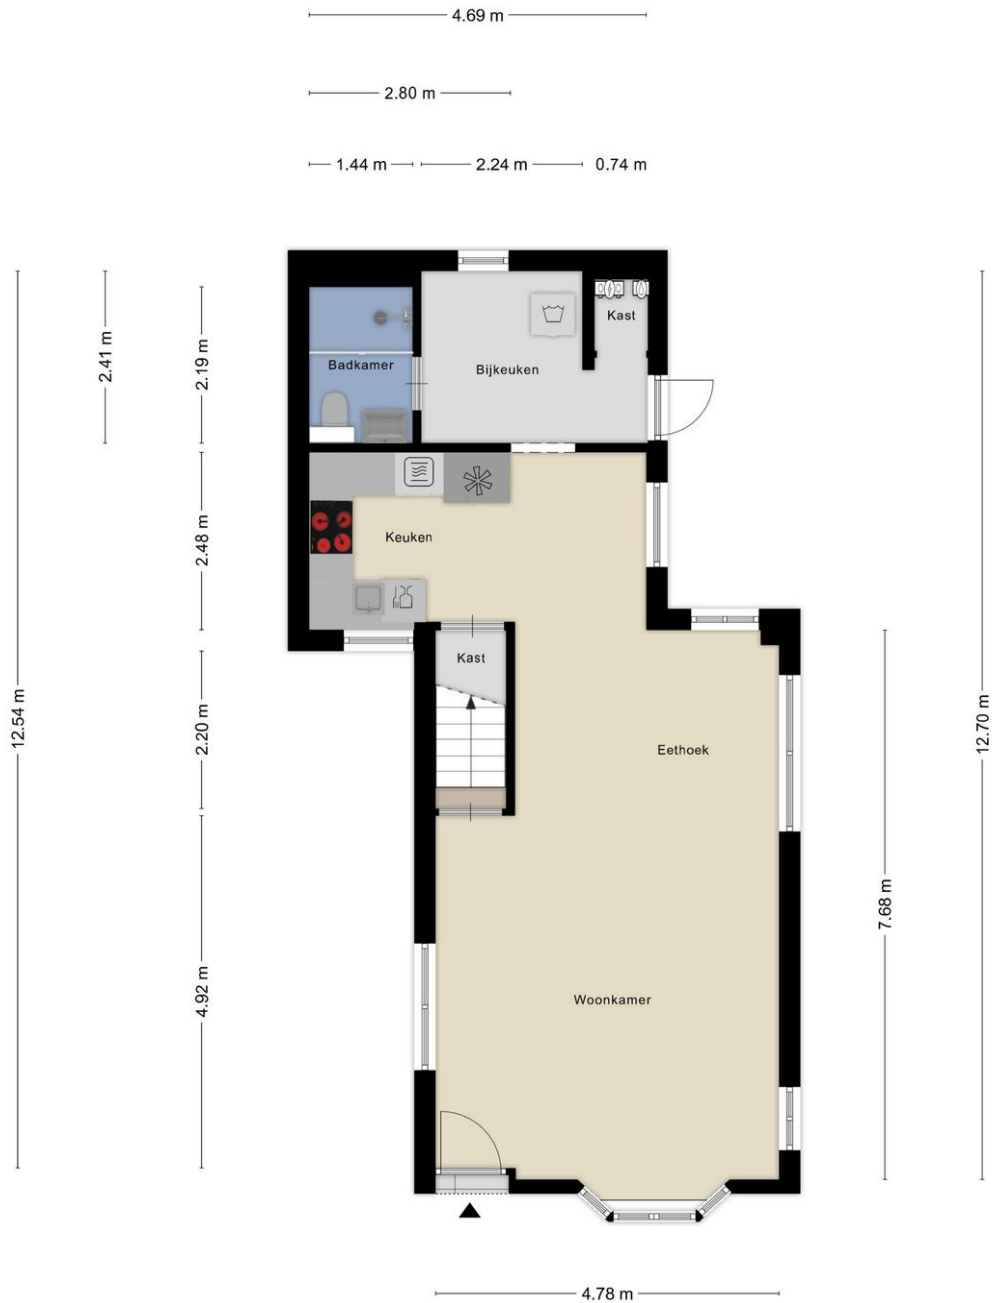 4.69 m
2.80 m
1.44 m
2.24 m
0.74 m
2.41 m
2.19 m
Badkamer
Bijkeuken
Kast
2.48 m
Keuken
Kast
12.54 m
2.20 m
Eethoek
12.70 m
7.68 m
4.92 m
Woonkamer
4.78 m